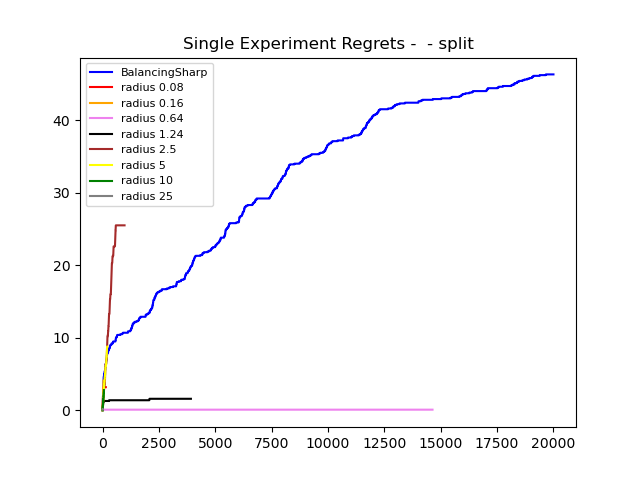 Single Experiment Regrets -  - split
BalancingSharp
radius 0.08
radius 0.16
radius 0.64
radius 1.24
radius 2.5
radius 5
radius 10
radius 25
40
30
20
10
0
0 2500 5000 7500 10000 12500 15000 17500 20000